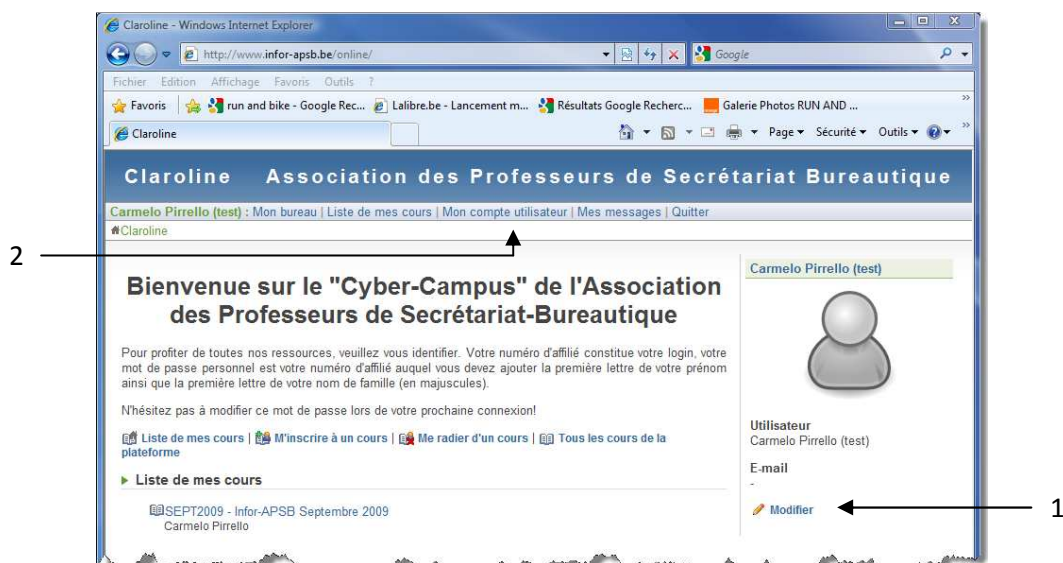 Claroline - Windows Internet Explorer
http://www.infor-apsb.be/online/
Google
Fichier Edition Affichage Favoris Outils ?
Favoris run and bike - Google Rec... Lalibre.be - Lancement m... Résultats Google Recherc... Galerie Photos RUN AND ... »
Claroline Page Sécurité Outils »
Claroline Association des Professeurs de Secrétariat Bureautique
Carmelo Pirrello (test) : Mon bureau | Liste de mes cours | Mon compte utilisateur | Mes messages | Quitter
Claroline
2
Bienvenue sur le "Cyber-Campus" de l'Association
des Professeurs de Secrétariat-Bureautique
Pour profiter de toutes nos ressources, veuillez vous identifier. Votre numéro d'affilié constitue votre login, votre
mot de passe personnel est votre numéro d'affilié auquel vous devez ajouter la première lettre de votre prénom
ainsi que la première lettre de votre nom de famille (en majuscules).
N'hésitez pas à modifier ce mot de passe lors de votre prochaine connexion!
Liste de mes cours | M'inscrire à un cours | Me radier d'un cours | Tous les cours de la
plateforme
Liste de mes cours
SEPT2009 - Infor-APSB Septembre 2009
Carmelo Pirrello
Carmelo Pirrello (test)
Utilisateur
Carmelo Pirrello (test)
E-mail
-
Modifier
1